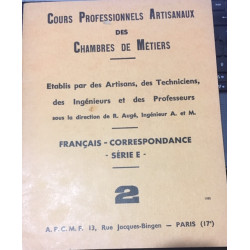 Cours Professionnels Artisanaux
des
Chambres de Métiers
Etablis par des Artisans, des Techniciens,
des Ingénieurs et des Professeurs
sous la direction de R. Augé, Ingénieur A. et M.
FRANÇAIS - CORRESPONDANCE
- SÉRIE E -
2
A. P. C. M. F. 13, Rue Jacques-Bingen — PARIS (17e)